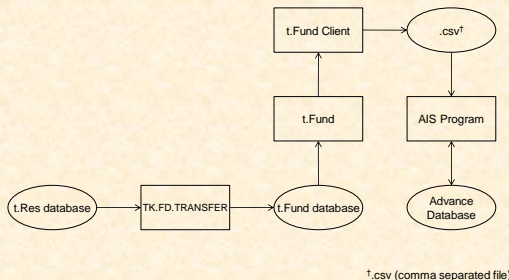 t.Fund Client
.csv†
t.Fund
AIS Program
t.Res database
TK.FD.TRANSFER
t.Fund database
Advance
Database
†.csv (comma separated file)